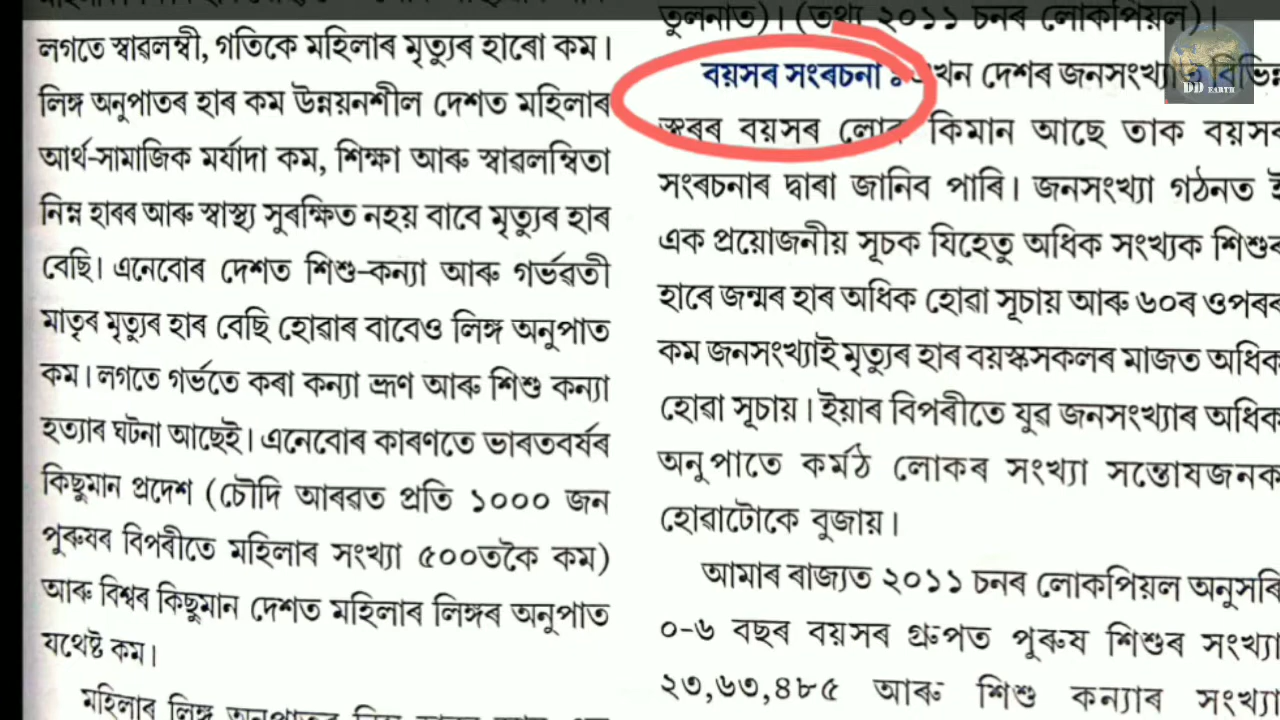 লগতে স্বাৱলম্বী, গতিকে মহিলাৰ মৃত্যুৰ হাৰো কম।
লিঙ্গ অনুপাতৰ হাৰ কম উন্নয়নশীল দেশত মহিলাৰ
আৰ্থ-সামাজিক মৰ্যাদা কম, শিক্ষা আৰু স্বাৱলম্বিতা
নিম্ন হাৰৰ আৰু স্বাস্থ্য সুৰক্ষিত নহয় বাবে মৃত্যুৰ হাৰ
বেছি। এনেবোৰ দেশত শিশু-কন্যা আৰু গৰ্ভৱতী
মাতৃৰ মৃত্যুৰ হাৰ বেছি হোৱাৰ বাবেও লিঙ্গ অনুপাত
কম। লগতে গৰ্ভতে কৰা কন্যা ভ্ৰূণ আৰু শিশু কন্যা
হত্যাৰ ঘটনা আছেই। এনেবোৰ কাৰণতে ভাৰতবৰ্ষৰ
কিছুমান প্ৰদেশ (চৌদি আৰৱত প্ৰতি ১০০০ জন
পুৰুষৰ বিপৰীতে মহিলাৰ সংখ্যা ৫০০তকৈ কম)
আৰু বিশ্বৰ কিছুমান দেশত মহিলাৰ লিঙ্গৰ অনুপাত
যথেষ্ট কম।
মহিলাৰ লিঙ্গ
তুলনাত)। (তথ্য ২০১১ চনৰ লোকপিয়ল)।
বয়সৰ সংৰচনা : এখন দেশৰ জনসংখ্যাত বিভিন্ন
স্তৰৰ বয়সৰ লোক কিমান আছে তাক বয়সৰ
সংৰচনাৰ দ্বাৰা জানিব পাৰি। জনসংখ্যা গঠনত ই
এক প্ৰয়োজনীয় সূচক যিহেতু অধিক সংখ্যক শিশুৰ
হাৰে জন্মৰ হাৰ অধিক হোৱা সূচায় আৰু ৬০ৰ ওপৰৰ
কম জনসংখ্যাই মৃত্যুৰ হাৰ বয়স্কসকলৰ মাজত অধিক
হোৱা সূচায়। ইয়াৰ বিপৰীতে যুৱ জনসংখ্যাৰ অধিক
অনুপাতে কৰ্মঠ লোকৰ সংখ্যা সন্তোষজনক
হোৱাটোকে বুজায়।
আমাৰ ৰাজ্যত ২০১১ চনৰ লোকপিয়ল অনুসৰি
০-৬ বছৰ বয়সৰ গ্ৰুপত পুৰুষ শিশুৰ সংখ্যা
২৩,৬৩,৪৮৫ আৰু শিশু কন্যাৰ সংখ্যা
DD EARTH